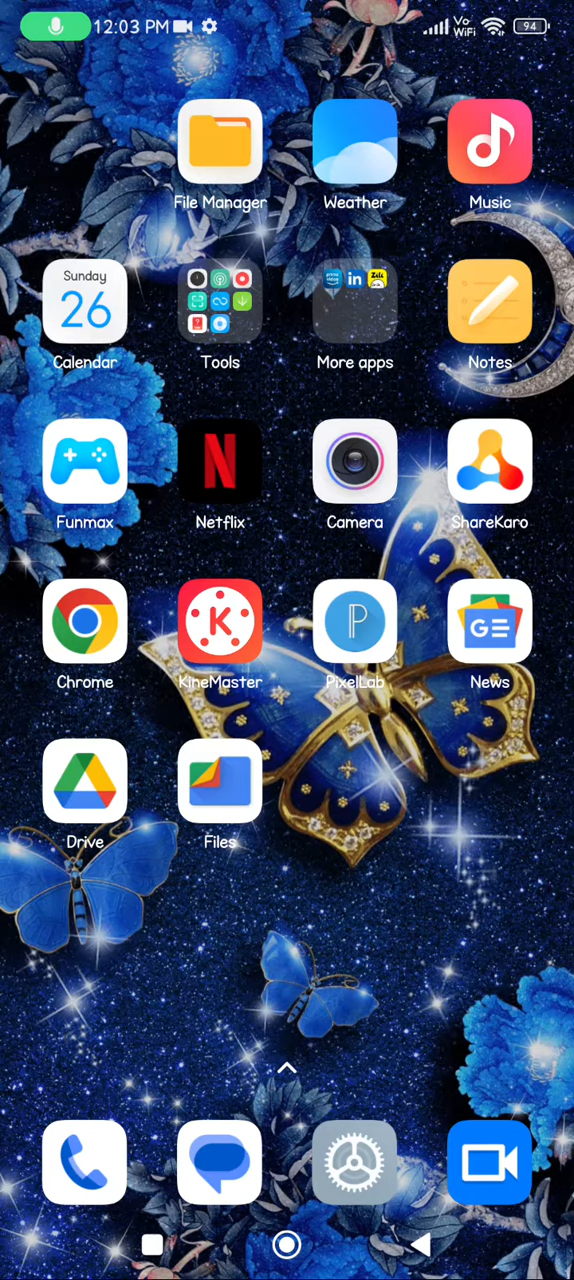 12:03 PM
Vo
WiFi
94
File Manager
Weather
Music
Sunday
26
Calendar
Tools
More apps
Notes
Funmax
Netflix
Camera
ShareKaro
Chrome
KineMaster
PixelLab
News
Drive
Files